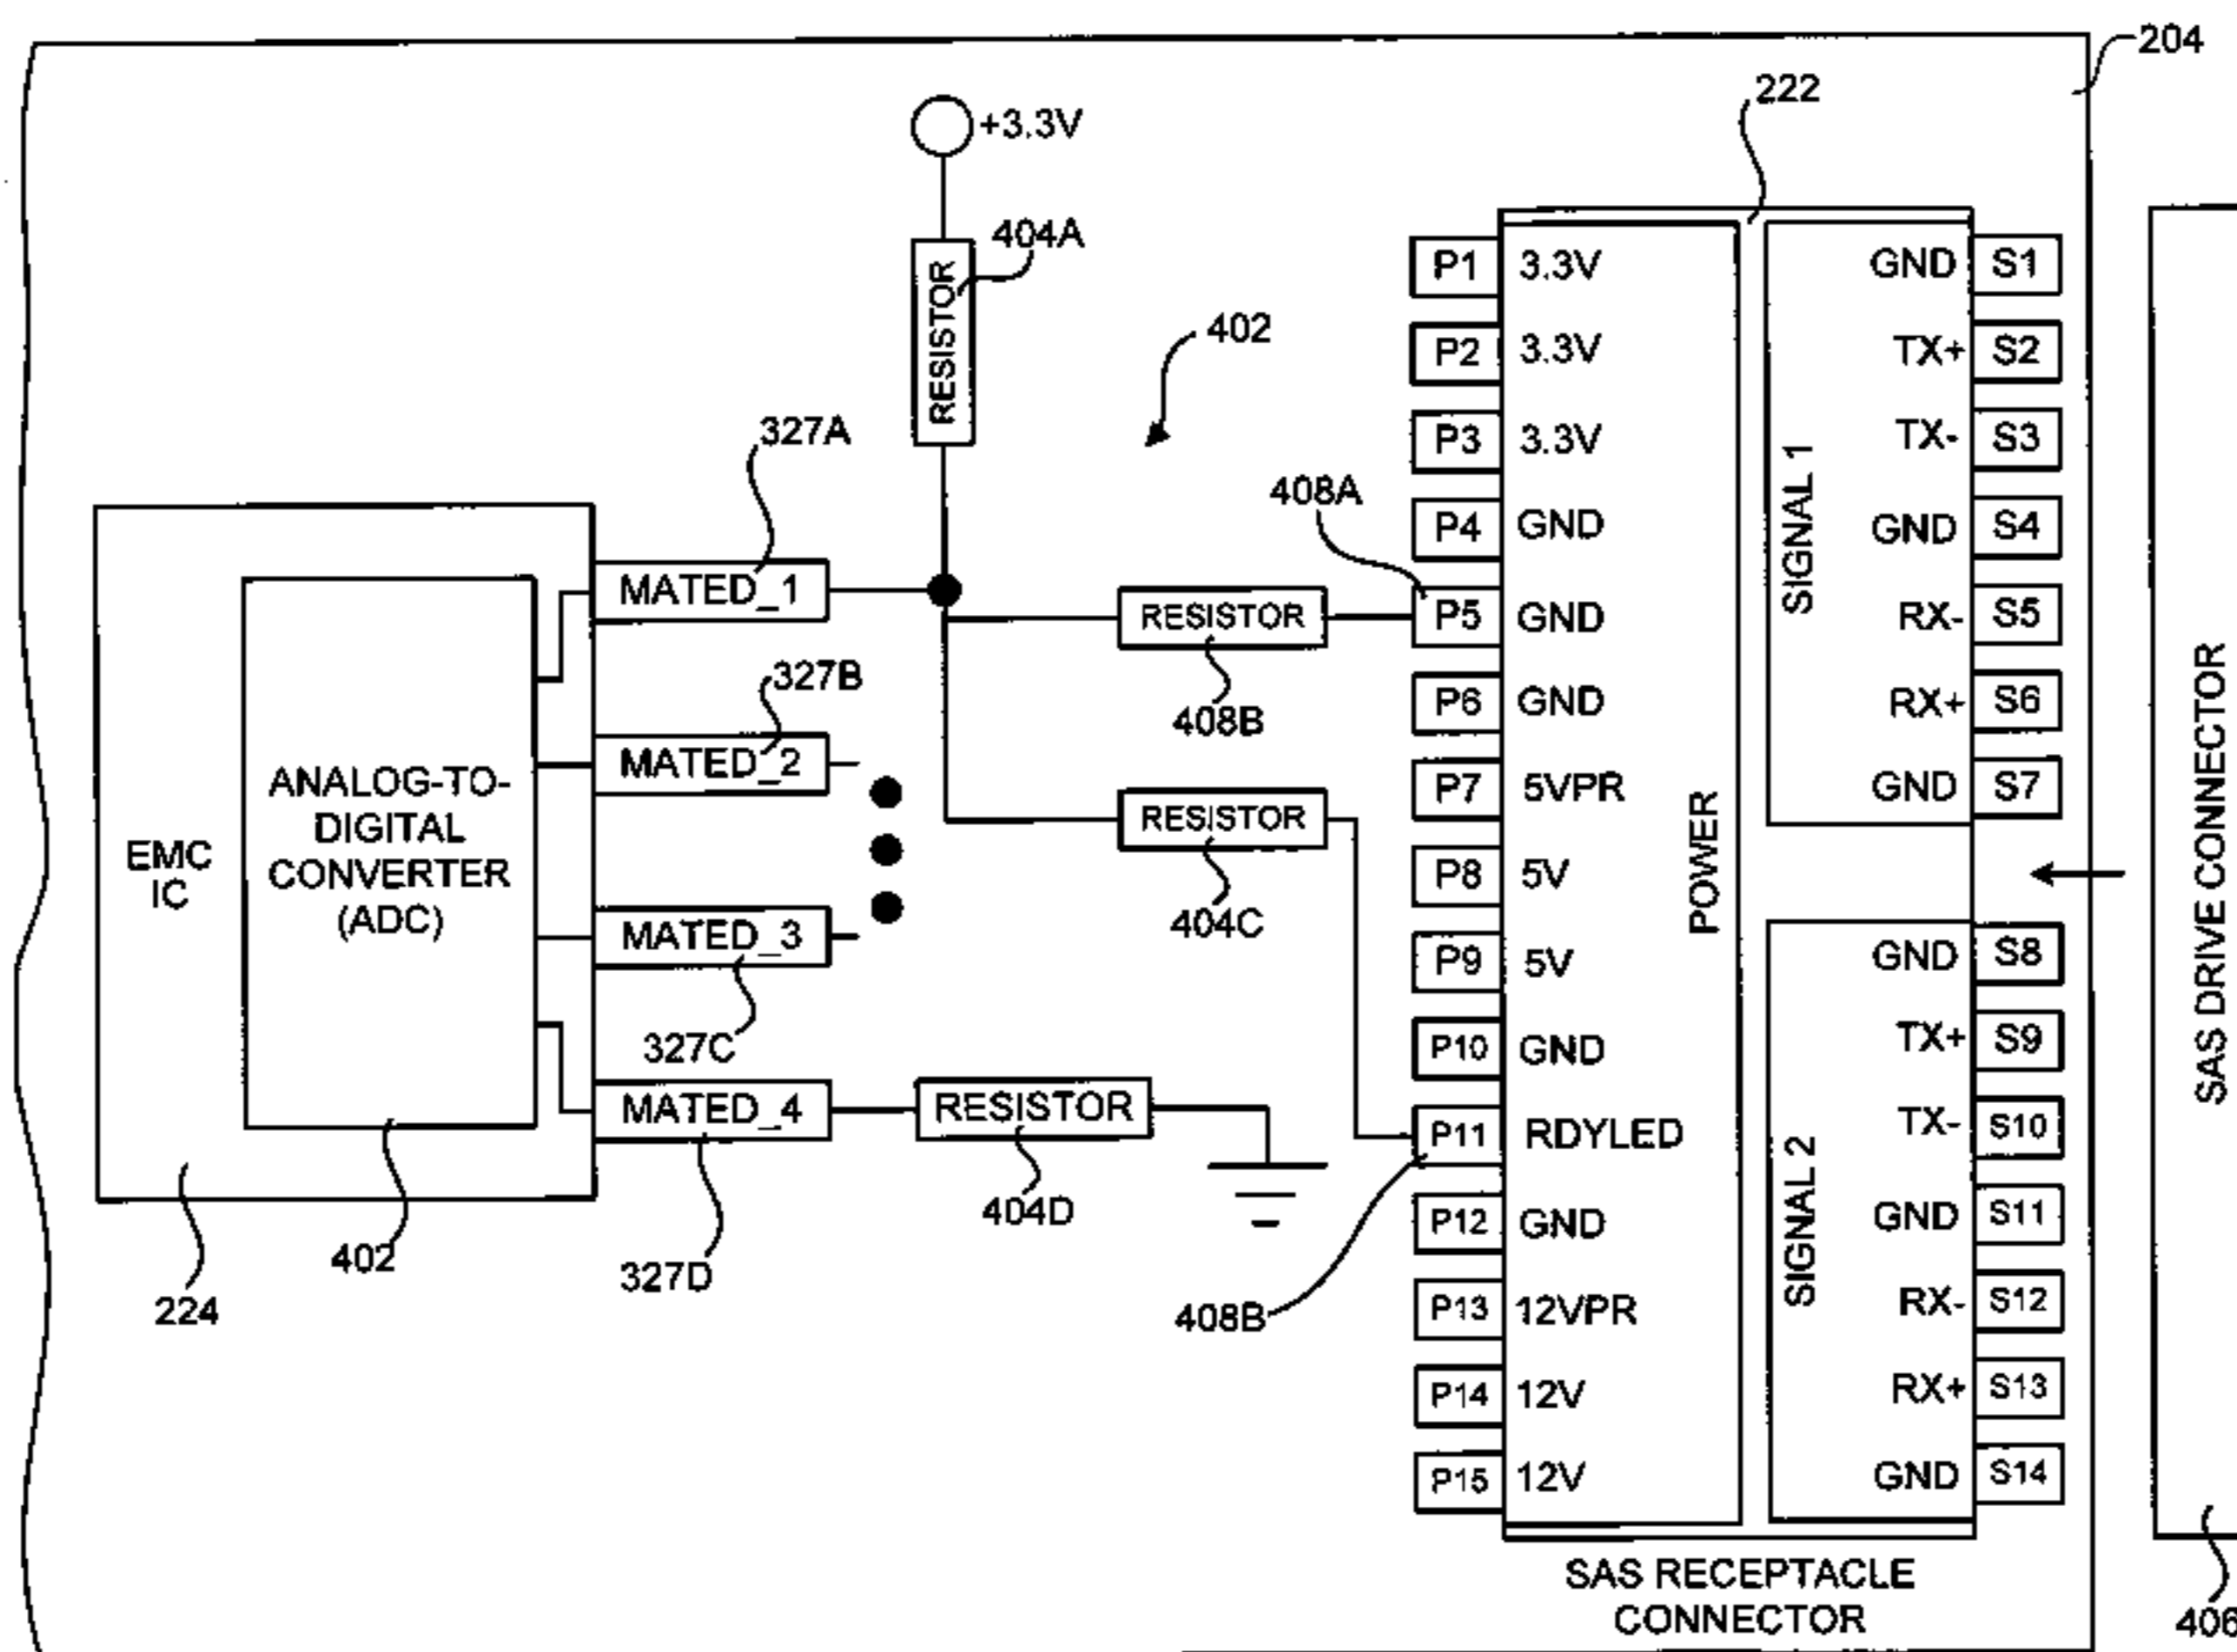 204
222
+3.3V
404A
RESISTOR
402
327A
408A
MATED_1
RESISTOR
408B
327B
MATED_2
RESISTOR
404C
MATED_3
327C
MATED_4
RESISTOR
404D
327D
EMC
IC
ANALOG-TO-
DIGITAL
CONVERTER
(ADC)
402
224
408B
P1 3.3V
P2 3.3V
P3 3.3V
P4 GND
P5 GND
P6 GND
P7 5VPR
P8 5V
P9 5V
P10 GND
P11 RDYLED
P12 GND
P13 12VPR
P14 12V
P15 12V
POWER
SIGNAL 1
GND S1
TX+ S2
TX- S3
GND S4
RX- S5
RX+ S6
GND S7
SIGNAL 2
GND S8
TX+ S9
TX- S10
GND S11
RX- S12
RX+ S13
GND S14
SAS RECEPTACLE
CONNECTOR
SAS DRIVE CONNECTOR
406